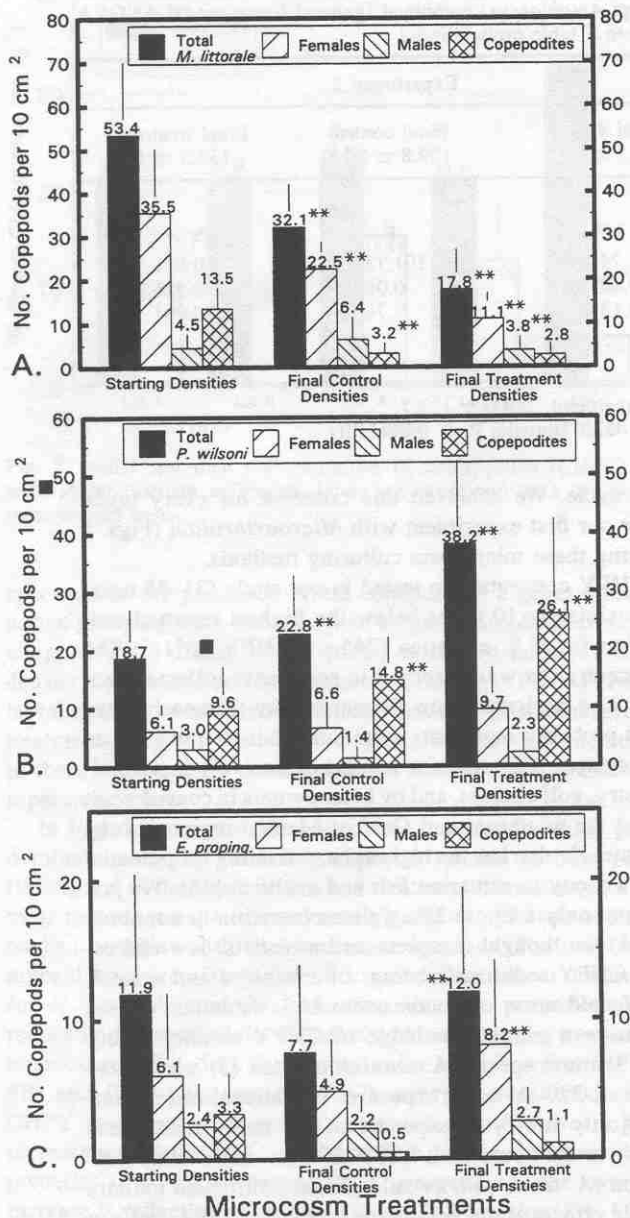 80
70
60
50
40
30
20
10
0
No. Copepods per 10 cm 2
Total
M. littorale
Females
Males
Copepodites
53.4
35.5
4.5
13.5
32.1 **
22.5 **
6.4
3.2 **
17.8 **
11.1 **
3.8 **
2.8
80
70
60
50
40
30
20
10
0
A.
Starting Densities
Final Control
Densities
Final Treatment
Densities
60
50
40
30
20
10
0
No. Copepods per 10 cm 2
Total
P. wilsoni
Females
Males
Copepodites
18.7
6.1
3.0
9.6
22.8 **
6.6
1.4
14.8 **
38.2 **
9.7
2.3
26.1 **
60
50
40
30
20
10
0
B.
Starting Densities
Final Control Densities
Final Treatment
Densities
20
10
0
No. Copepods per 10 cm 2
Total
E. proping.
Females
Males
Copepodites
11.9
6.1
2.4
3.3
7.7
4.9
2.2
0.5
** 12.0
8.2 **
2.7
1.1
20
10
0
C.
Starting Densities
Final Control
Densities
Final Treatment
Densities
Microcosm Treatments